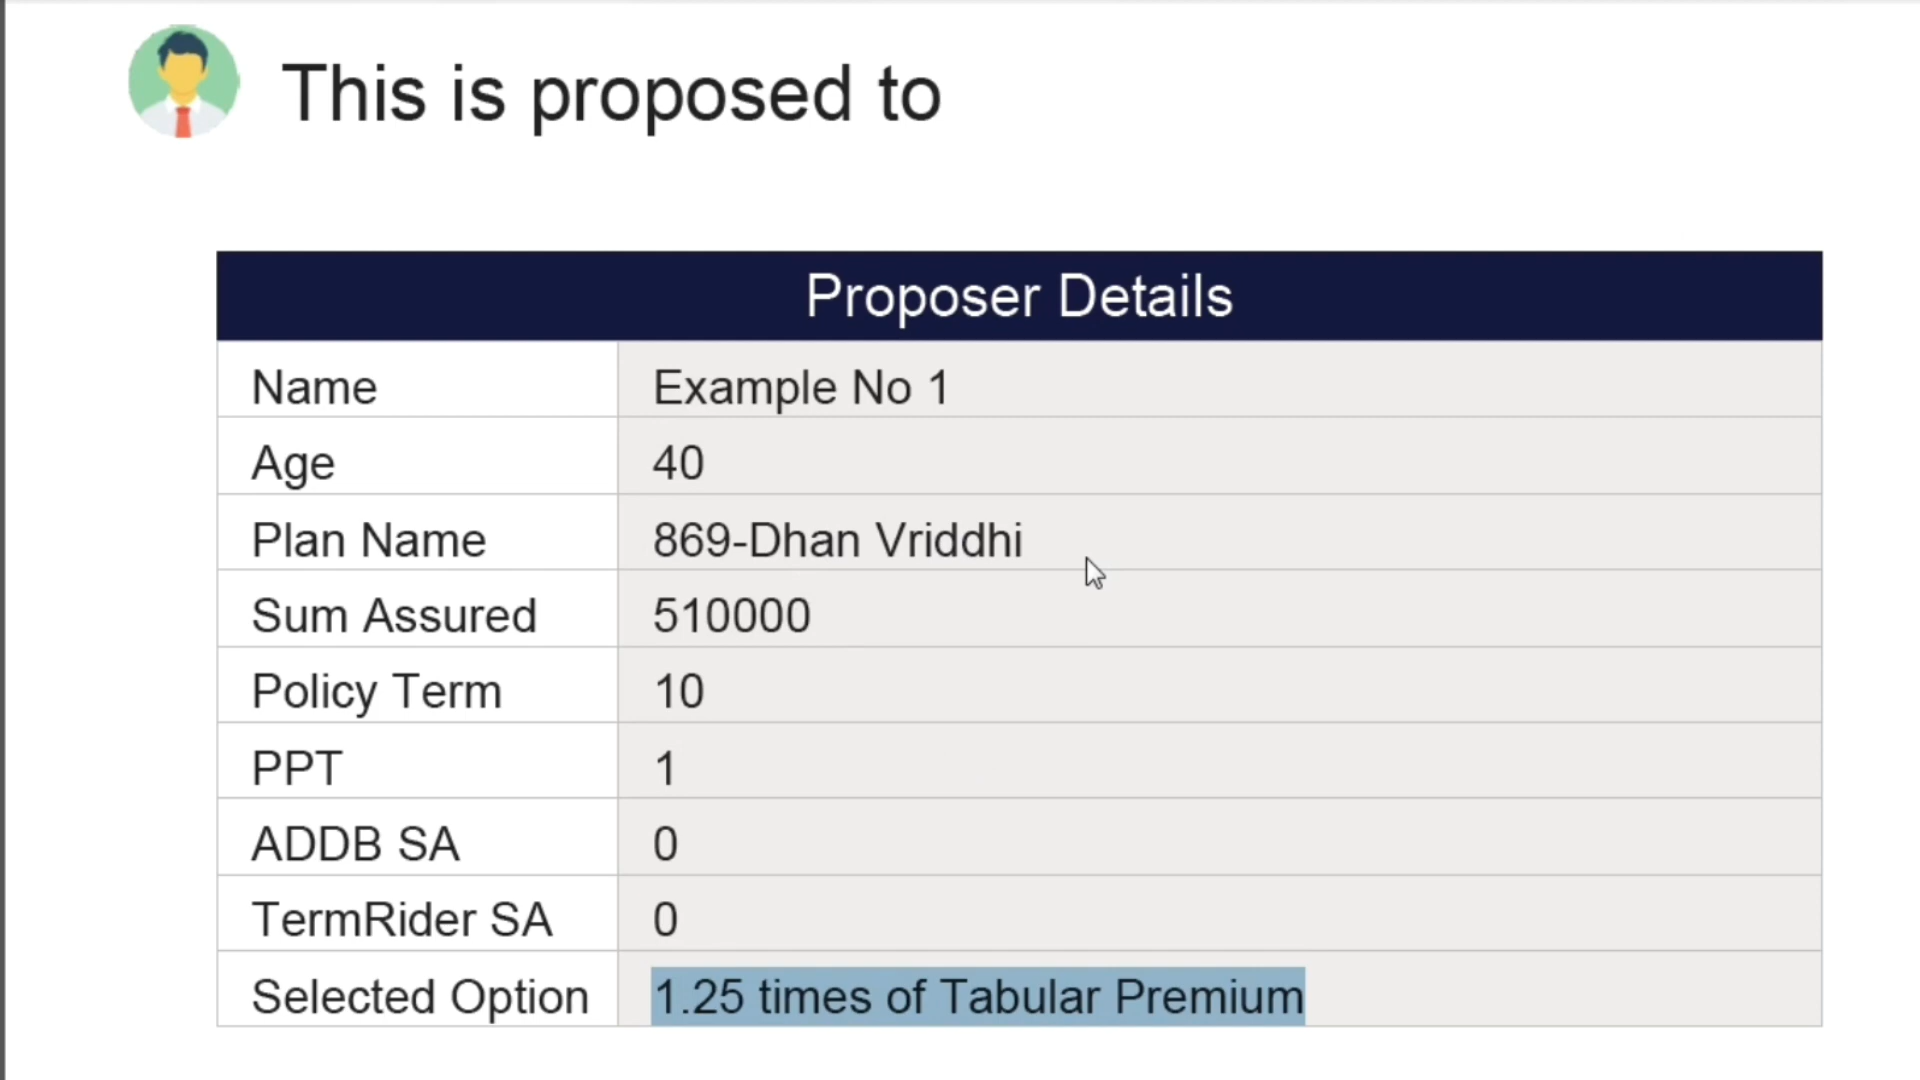 This is proposed to
Proposer Details
Name Example No 1
Age 40
Plan Name 869-Dhan Vriddhi
Sum Assured 510000
Policy Term 10
PPT 1
ADDB SA 0
TermRider SA 0
Selected Option 1.25 times of Tabular Premium